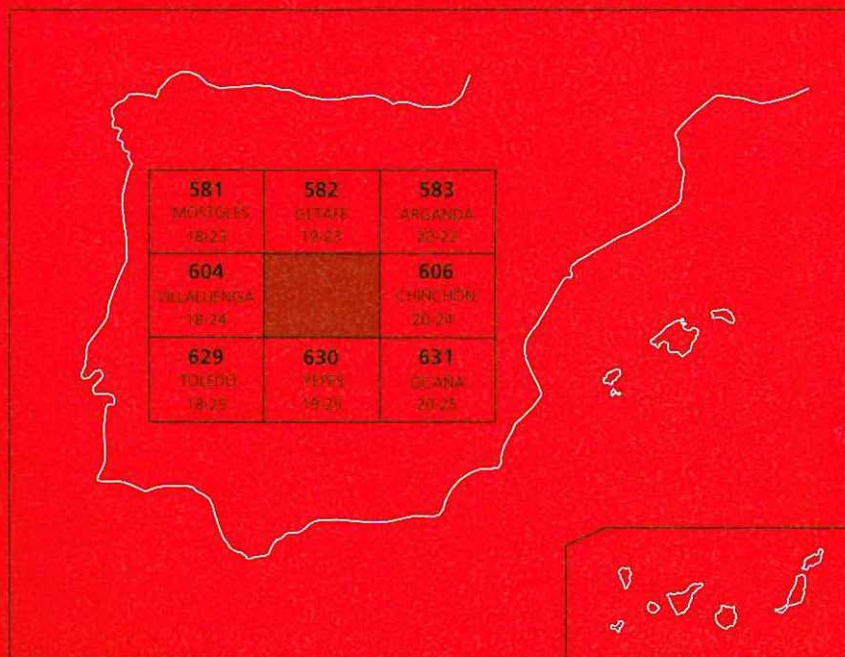 581
MÓSTOLES
18-23
582
GETAFE
19-23
583
ARGANDA
20-23
604
VILLALUENGA
18-24
606
CHINCHÓN
20-24
629
TOLEDO
18-25
630
YEPES
19-25
631
OCAÑA
20-25